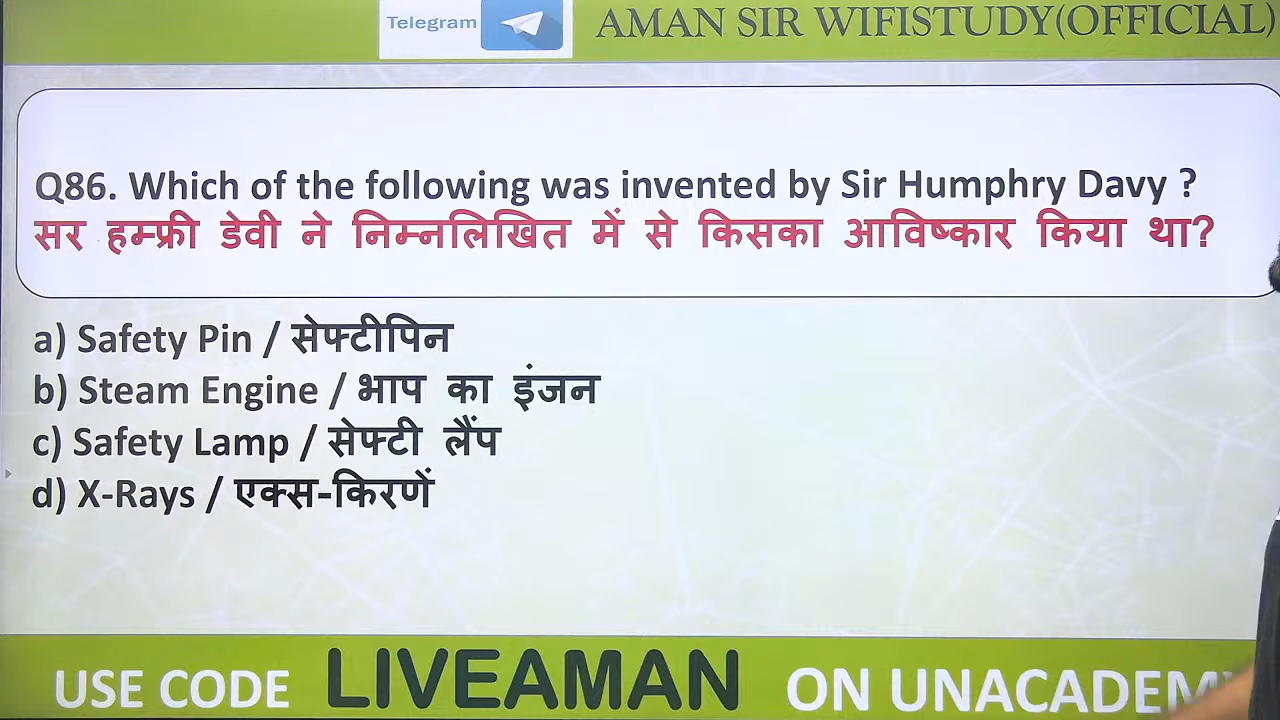 Telegram
AMAN SIR WIFISTUDY(OFFICIAL)
Q86. Which of the following was invented by Sir Humphry Davy ?
सर हम्फ्री डेवी ने निम्नलिखित में से किसका आविष्कार किया था?
a) Safety Pin / सेफ्टीपिन
b) Steam Engine / भाप का इंजन
c) Safety Lamp / सेफ्टी लैंप
d) X-Rays / एक्स-किरणें
USE CODE LIVEAMAN ON UNACADEMY